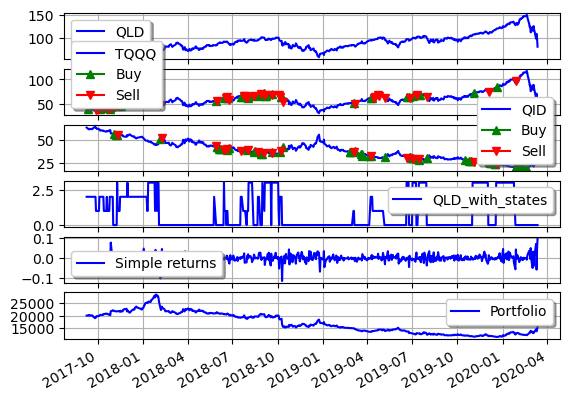 150
100
QLD
TQQQ
Buy
Sell
100
50
QID
Buy
Sell
50
25
2.5
0.0
QLD_with_states
0.1
0.0
−0.1
Simple returns
25000
20000
15000
Portfolio
2017-10
2018-01
2018-04
2018-07
2018-10
2019-01
2019-04
2019-07
2019-10
2020-01
2020-04